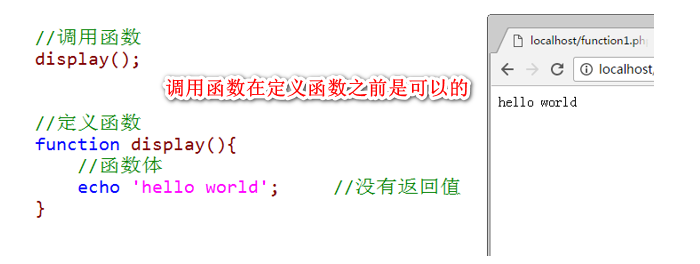 //调用函数
display();
调用函数在定义函数之前是可以的
//定义函数
function display(){
//函数体
echo 'hello world'; //没有返回值
}
localhost/function1.ph
localhost/
hello world